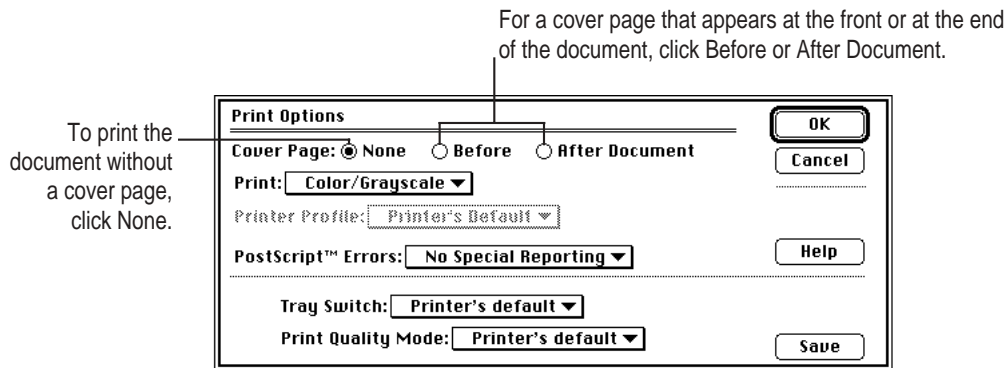 For a cover page that appears at the front or at the end
of the document, click Before or After Document.
To print the
document without
a cover page,
click None.
Print Options
OK
Cover Page: None Before After Document
Cancel
Print: Color/Grayscale
Printer Profile: Printer's Default
PostScript™ Errors: No Special Reporting
Help
Tray Switch: Printer's default
Print Quality Mode: Printer's default
Save